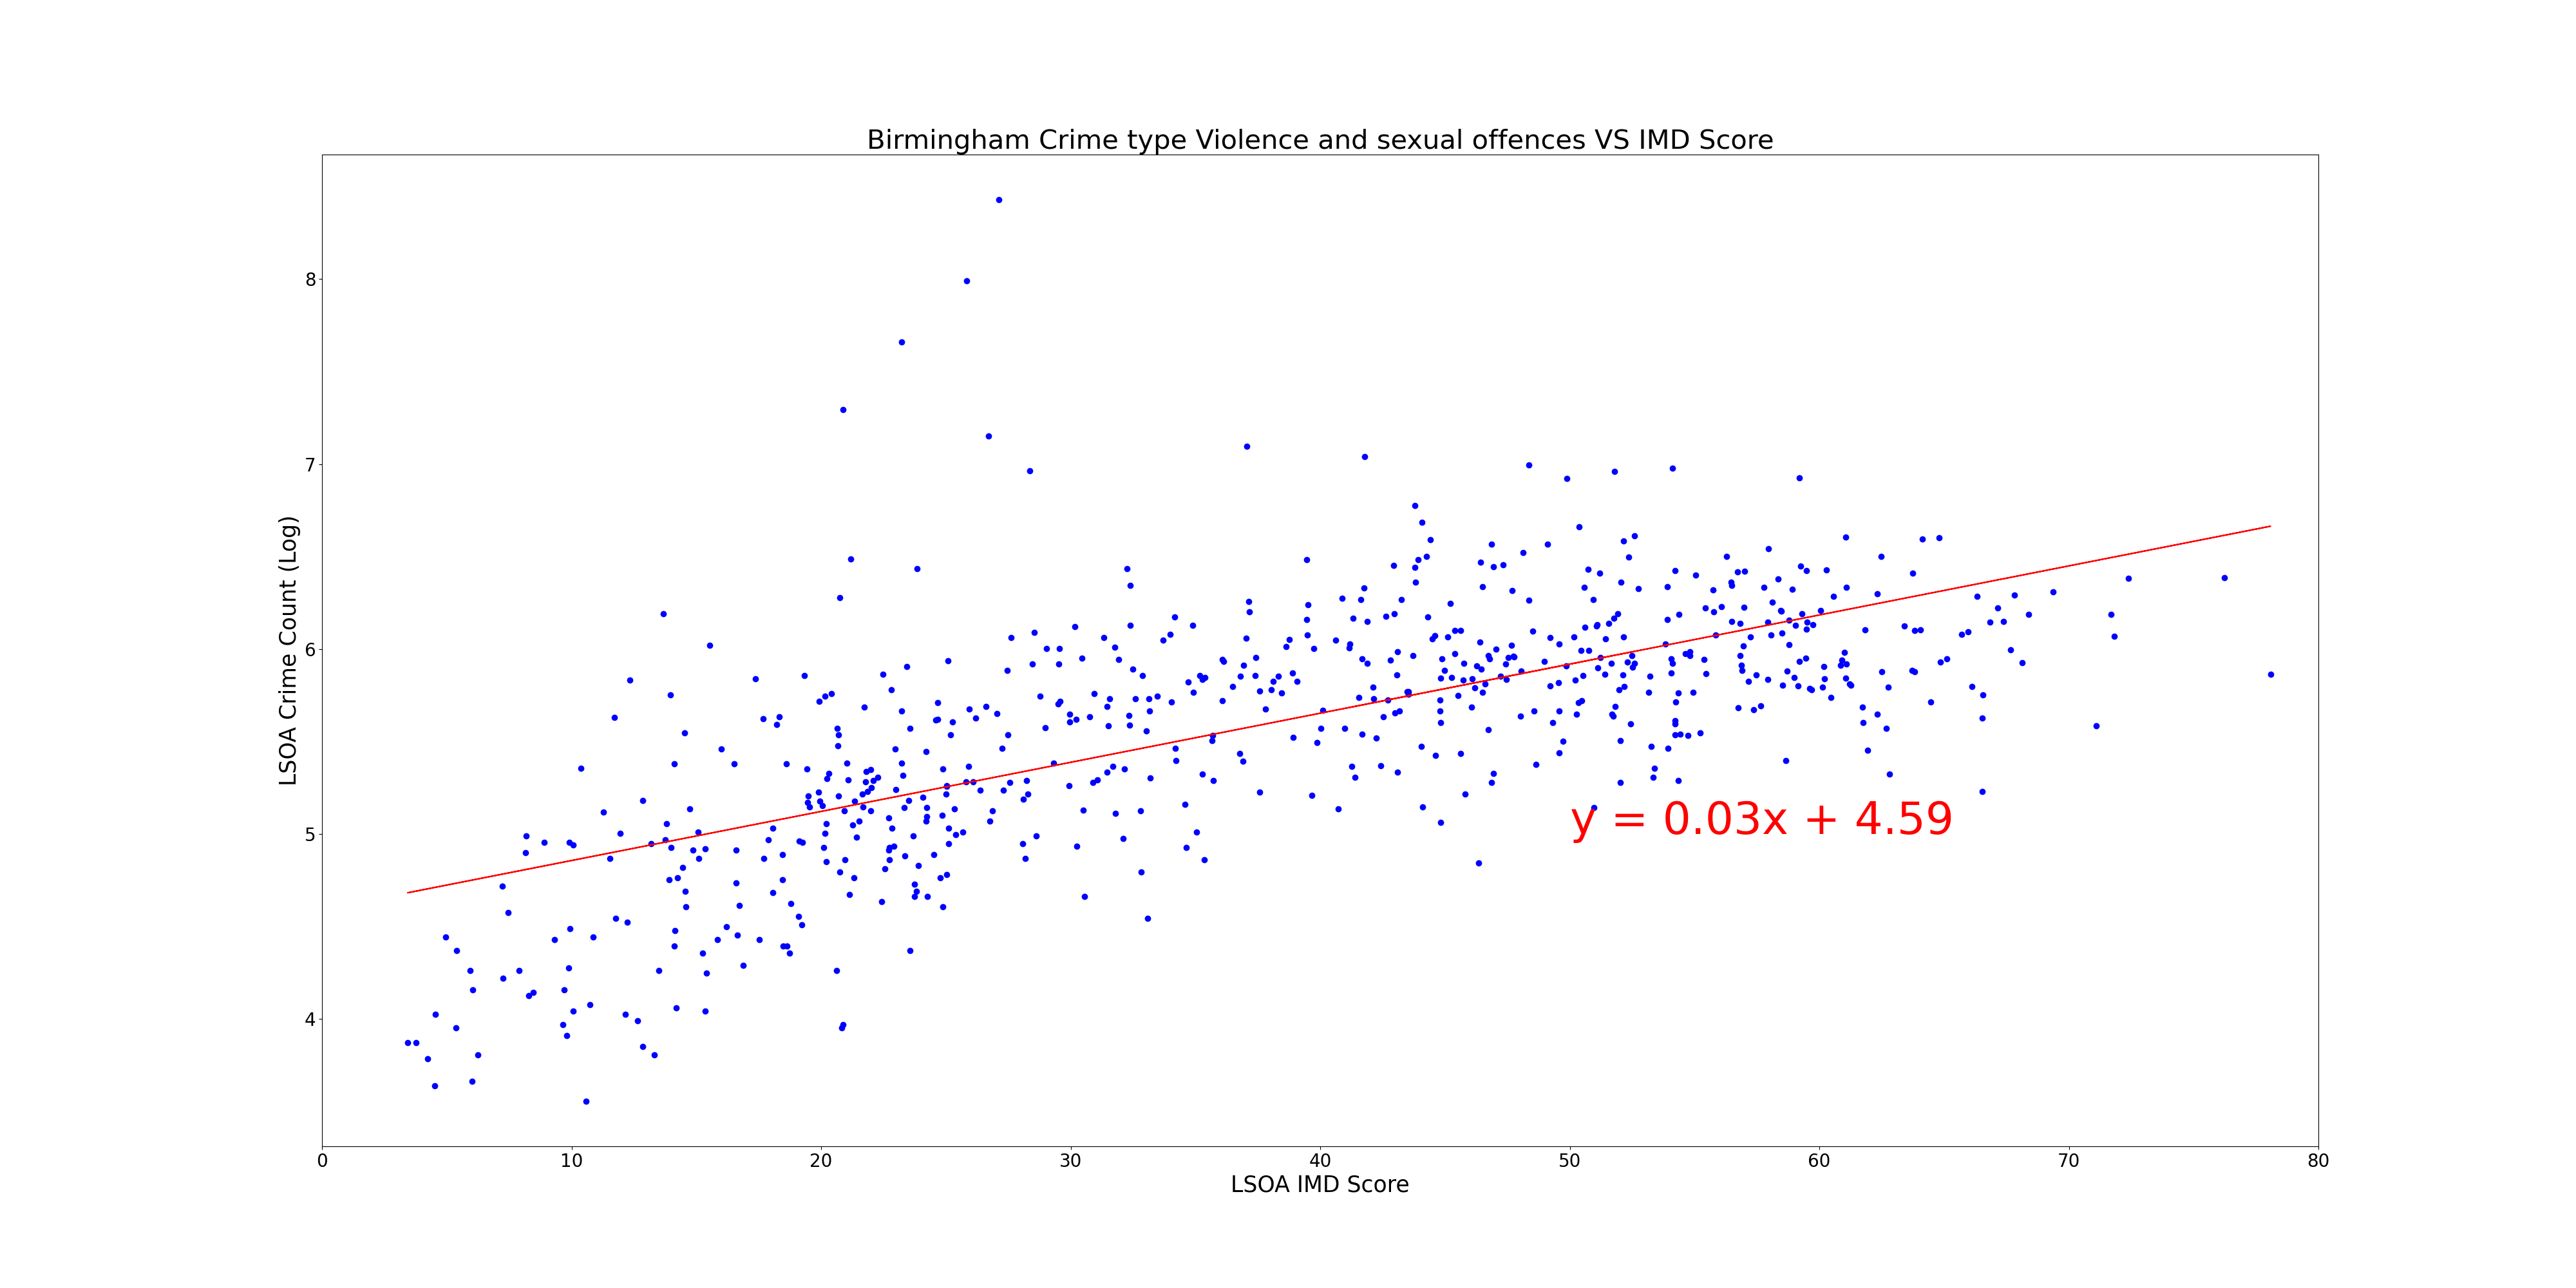 Birmingham Crime type Violence and sexual offences VS IMD Score
LSOA Crime Count (Log)
8
7
6
5
4
y = 0.03x + 4.59
0 10 20 30 40 50 60 70 80
LSOA IMD Score